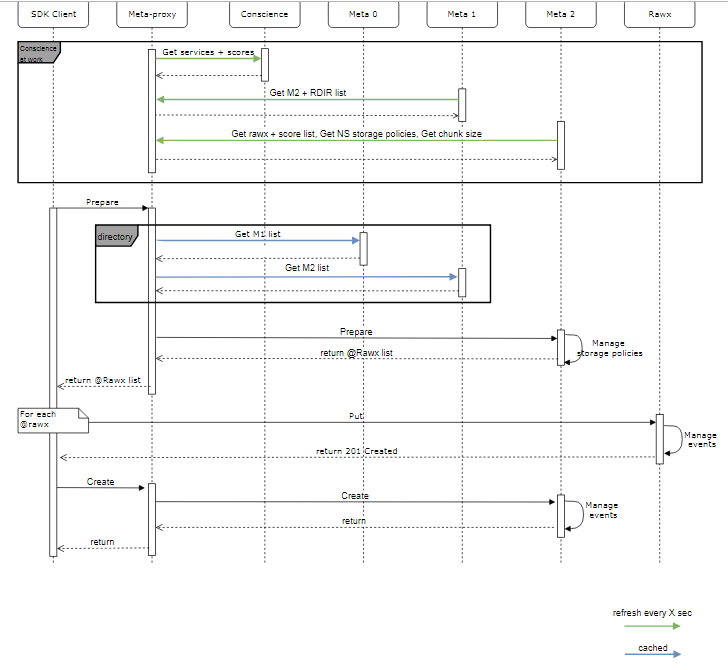 SDK Client
Meta-proxy
Conscience
Meta 0
Meta 1
Meta 2
Rawx
Conscience
at work
Get services + scores
Get M2 + RDIR list
Get rawx + score list, Get NS storage policies, Get chunk size
Prepare
directory
Get M1 list
Get M2 list
Prepare
Manage
storage policies
return @Rawx list
return @Rawx list
For each
@rawx
Put
Manage
events
return 201 Created
Create
Create
Manage
events
return
return
refresh every X sec
cached